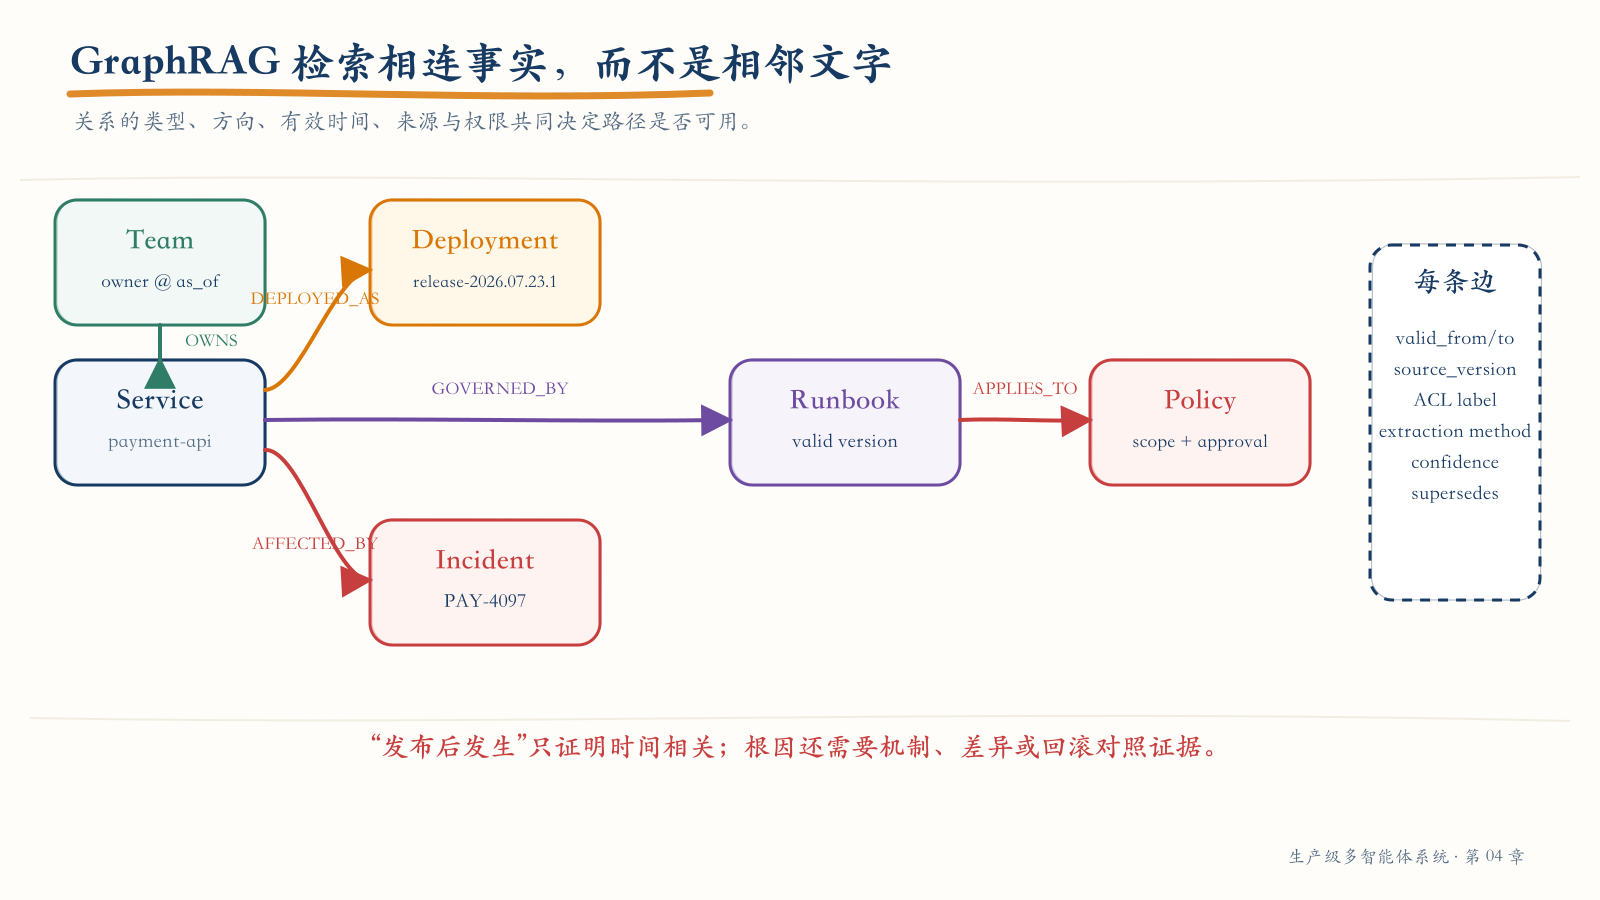 GraphRAG 检索相连事实，而不是相邻文字
关系的类型、方向、有效时间、来源与权限共同决定路径是否可用。
Team
owner @ as_of
Deployment
release-2026.07.23.1
DEPLOYED_AS
OWNS
Service
payment-api
GOVERNED_BY
Runbook
valid version
APPLIES_TO
Policy
scope + approval
AFFECTED_BY
Incident
PAY-4097
每条边
valid_from/to
source_version
ACL label
extraction method
confidence
supersedes
“发布后发生”只证明时间相关；根因还需要机制、差异或回滚对照证据。
生产级多智能体系统 · 第 04 章